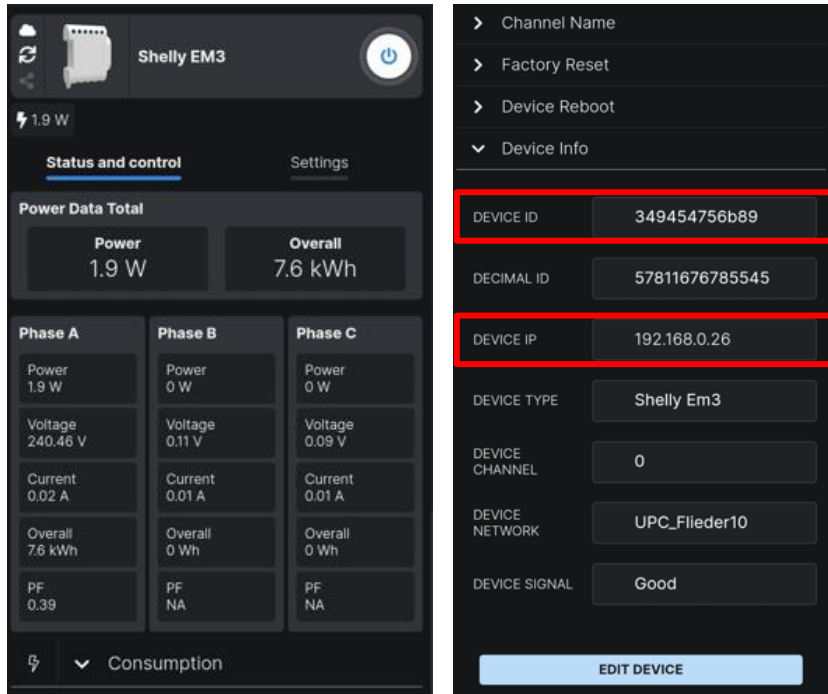 Shelly EM3
1.9 W
Status and control
Settings
Power Data Total
Power
1.9 W
Overall
7.6 kWh
Phase A
Power
1.9 W
Voltage
240.46 V
Current
0.02 A
Overall
7.6 kWh
PF
0.39
Phase B
Power
0 W
Voltage
0.11 V
Current
0.01 A
Overall
0 Wh
PF
NA
Phase C
Power
0 W
Voltage
0.09 V
Current
0.01 A
Overall
0 Wh
PF
NA
Consumption
Channel Name
Factory Reset
Device Reboot
Device Info
DEVICE ID
349454756b89
DECIMAL ID
57811676785545
DEVICE IP
192.168.0.26
DEVICE TYPE
Shelly Em3
DEVICE
CHANNEL
0
DEVICE
NETWORK
UPC_Flieder10
DEVICE SIGNAL
Good
EDIT DEVICE